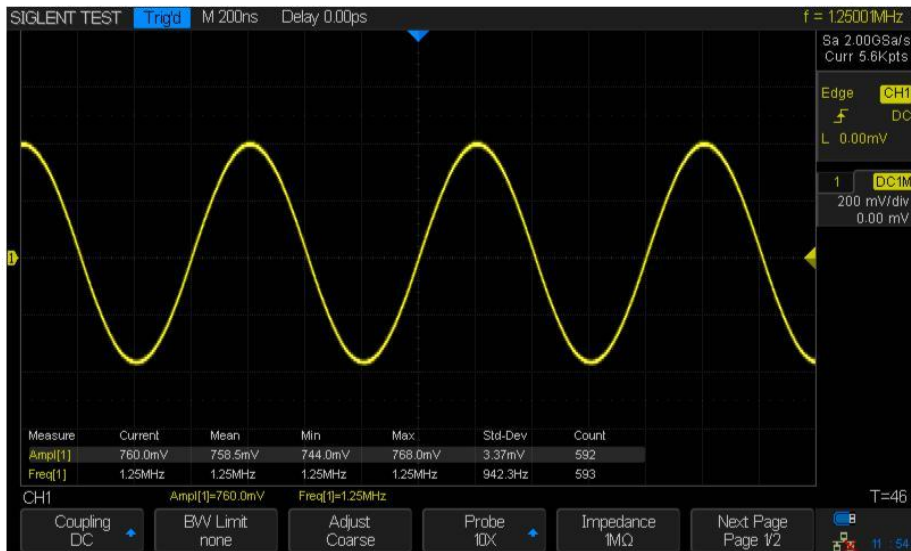 SIGLENT TEST Trig'd M 200ns Delay 0.00ps f = 1.25001MHz
Sa 2.00GSa/s
Curr 5.6Kpts
Edge CH1
DC
L 0.00mV
1 DC1M
200 mV/div
0.00 mV
1
Measure Current Mean Min Max Std-Dev Count
Ampl[1] 760.0mV 758.5mV 744.0mV 768.0mV 3.37mV 592
Freq[1] 1.25MHz 1.25MHz 1.25MHz 1.25MHz 942.3Hz 593
CH1 Ampl[1]=760.0mV Freq[1]=1.25MHz T=46
Coupling BW Limit Adjust Probe Impedance Next Page
DC none Coarse 10X 1MΩ Page 1/2
11 : 54